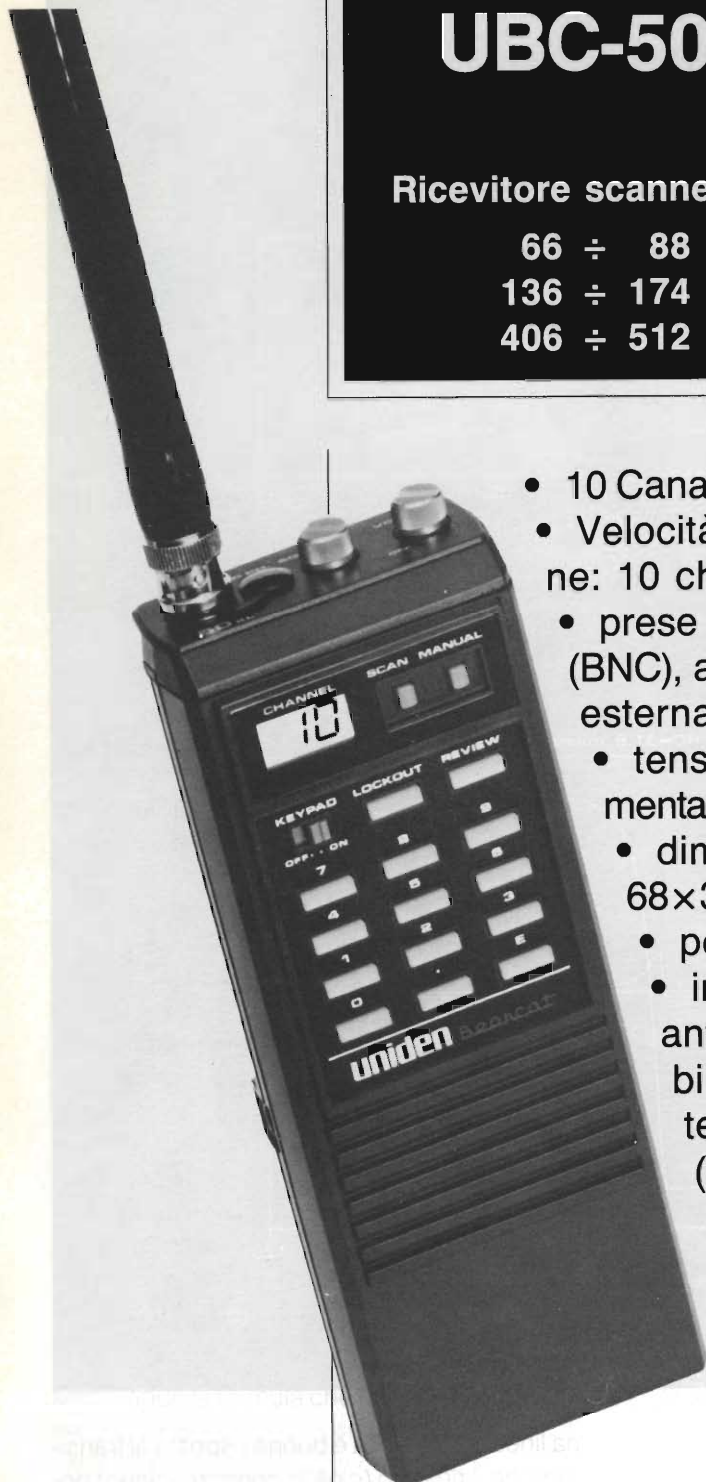 UBC-50
Ricevitore scanne
66 ÷ 88
136 ÷ 174
406 ÷ 512
• 10 Cana
• Velocità
ne: 10 ch
• prese
(BNC), a
esterna
• tens
menta
• dim
68×3
• pe
• in
an
bi
te
(
CHANNEL
10
SCAN MANUAL
KEYPAD LOCKOUT REVIEW
OFF ON
7 8 9
4 5 6
1 2 3
0 . E
uniden Bearcat